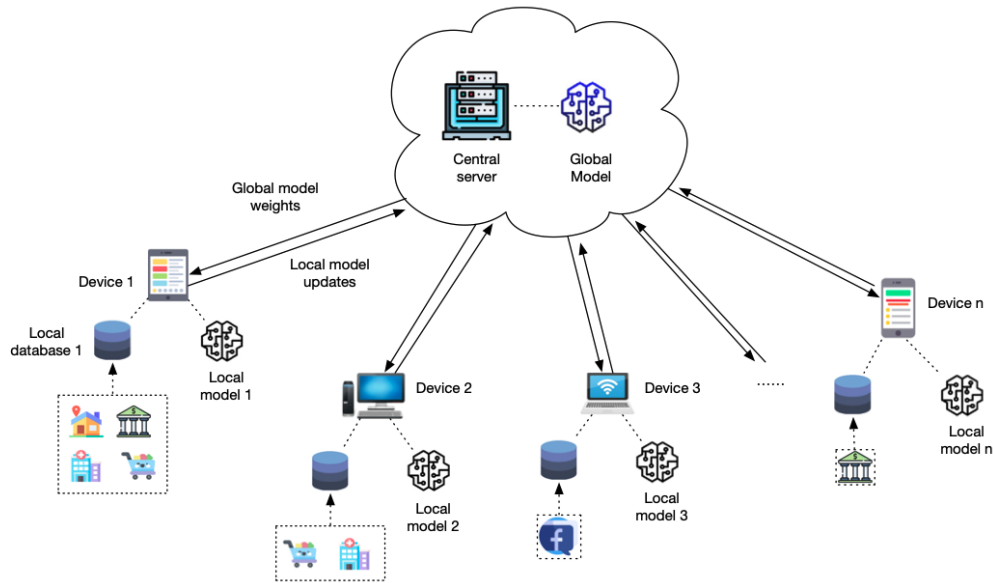 Central
server
Global
Model
Global model
weights
Local model
updates
Device 1
Local
database 1
Local
model 1
Device 2
Local
model 2
Device 3
Local
model 3
......
Device n
Local
model n